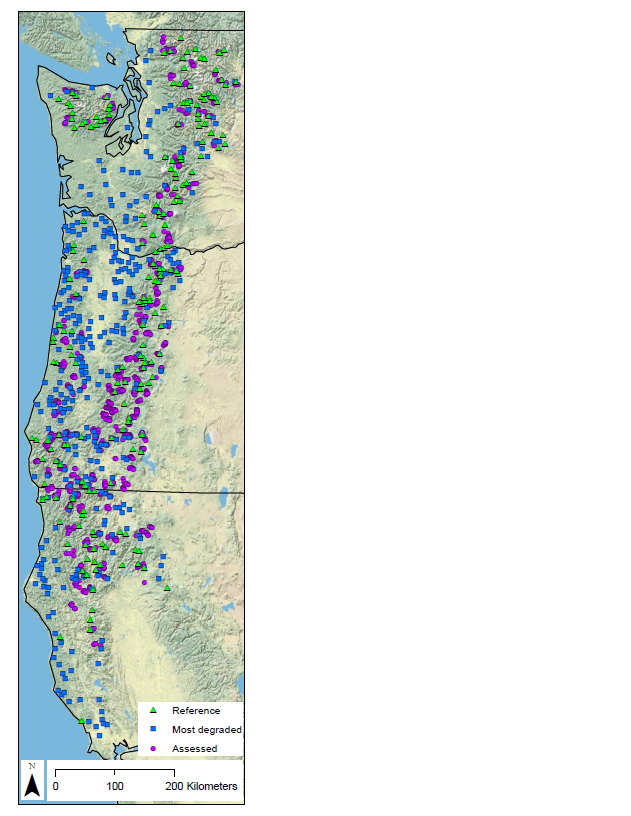 Reference
Most degraded
Assessed
N
0 100 200 Kilometers